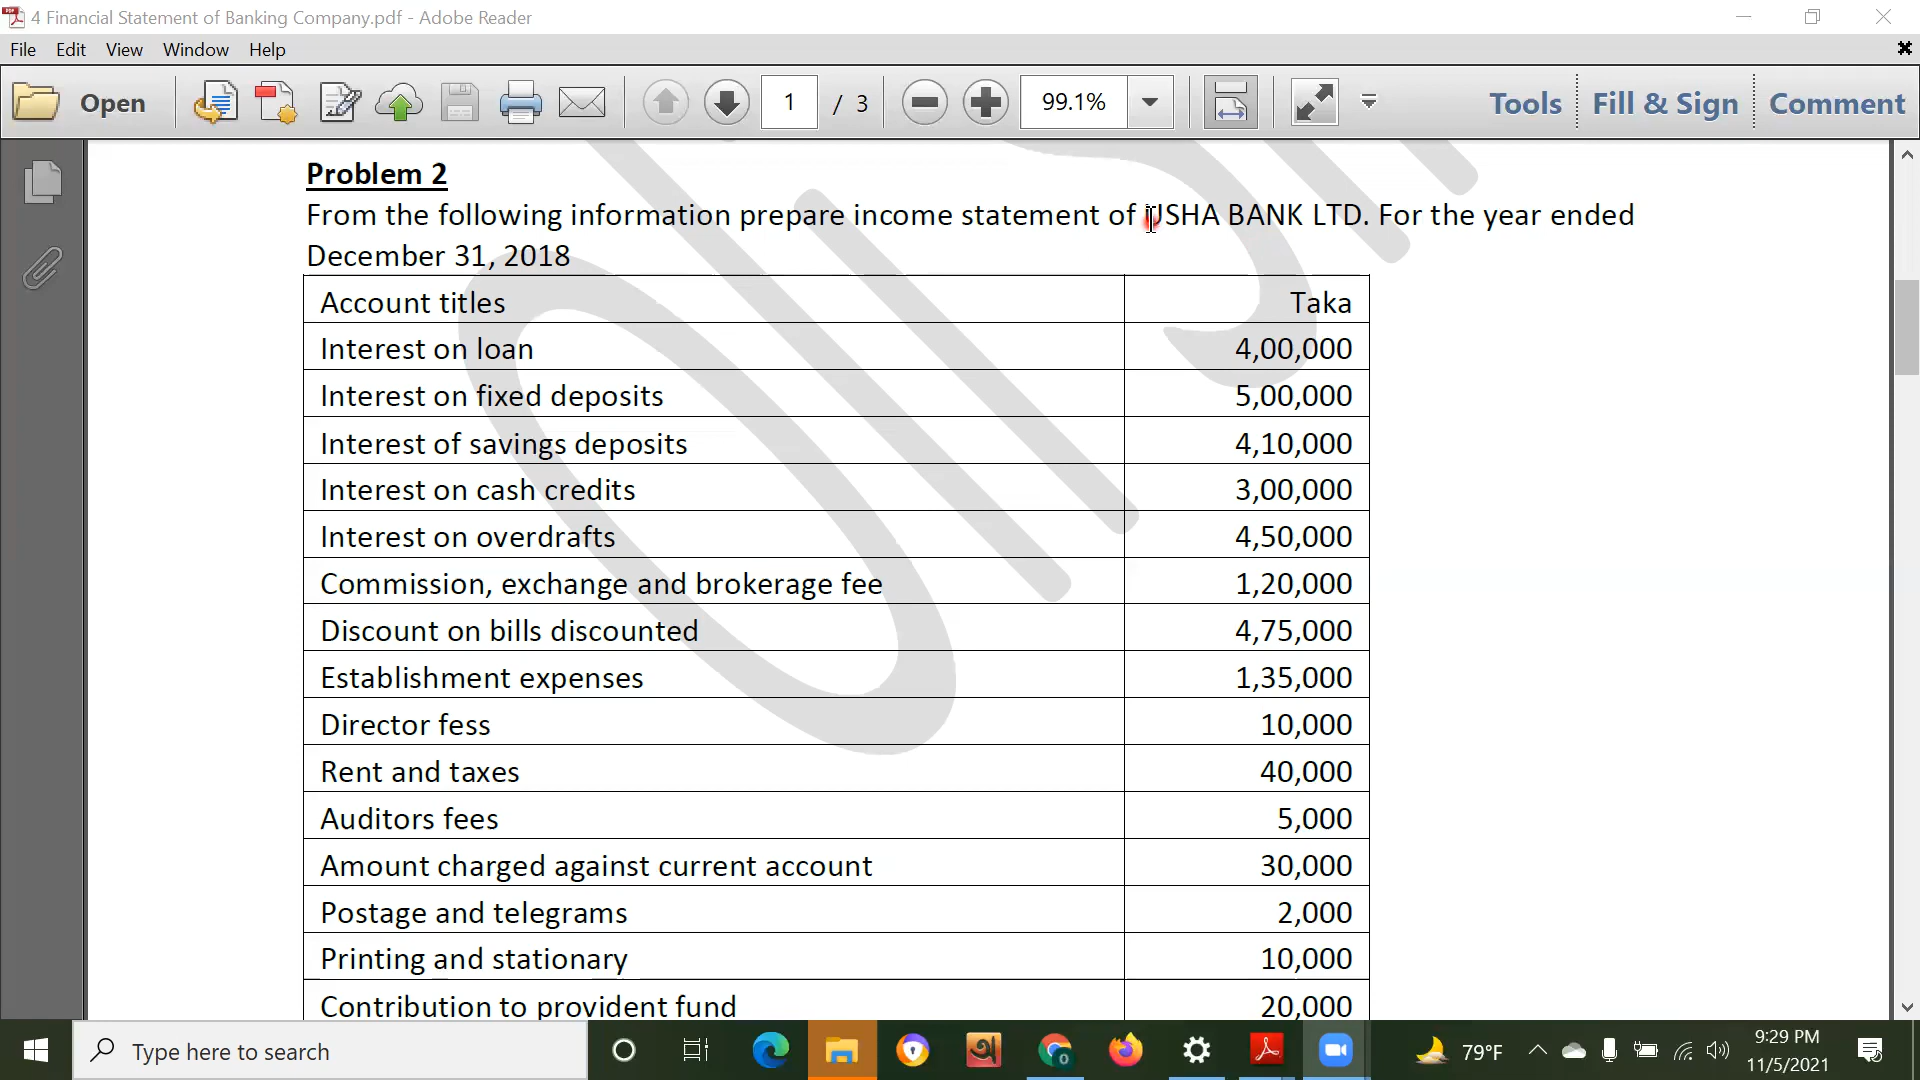 4 Financial Statement of Banking Company.pdf - Adobe Reader
File Edit View Window Help
Open 1 / 3 99.1% Tools Fill & Sign Comment
Problem 2
From the following information prepare income statement of USHA BANK LTD. For the year ended
December 31, 2018
Account titles Taka
Interest on loan 4,00,000
Interest on fixed deposits 5,00,000
Interest of savings deposits 4,10,000
Interest on cash credits 3,00,000
Interest on overdrafts 4,50,000
Commission, exchange and brokerage fee 1,20,000
Discount on bills discounted 4,75,000
Establishment expenses 1,35,000
Director fess 10,000
Rent and taxes 40,000
Auditors fees 5,000
Amount charged against current account 30,000
Postage and telegrams 2,000
Printing and stationary 10,000
Contribution to provident fund 20,000
Type here to search 79°F 9:29 PM
11/5/2021